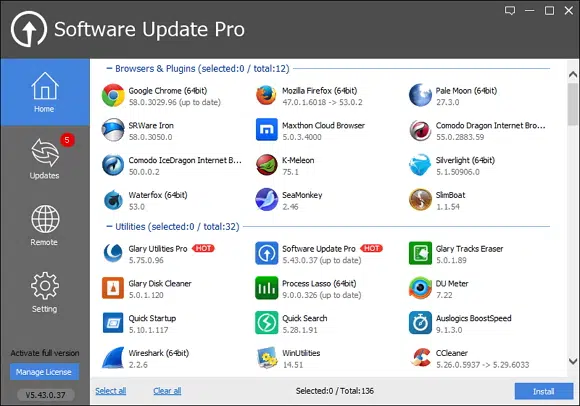 Software Update Pro
Home
5
Updates
Remote
Setting
Activate full version
Manage License
V5.43.0.37
Browsers & Plugins (selected:0 / total:12)
Google Chrome (64bit)
58.0.3029.96 (up to date)
Mozilla Firefox (64bit)
47.0.1.6018 -> 53.0.2
Pale Moon (64bit)
27.3.0
SRWare Iron
58.0.3050.0
Maxthon Cloud Browser
5.0.3.4000
Comodo Dragon Internet Bro...
55.0.2883.59
Comodo IceDragon Internet B...
50.0.0.2
K-Meleon
75.1
Silverlight (64bit)
5.1.50906.0
Waterfox (64bit)
53.0
SeaMonkey
2.46
SlimBoat
1.1.54
Utilities (selected:0 / total:32)
Glary Utilities Pro HOT
5.75.0.96
Software Update Pro HOT
5.43.0.37 (up to date)
Glary Tracks Eraser
5.0.1.89
Glary Disk Cleaner
5.0.1.120
Process Lasso (64bit)
9.0.0.326 (up to date)
DU Meter
7.22
Quick Startup
5.10.1.117
Quick Search
5.28.1.91
Auslogics BoostSpeed
9.1.3.0
Wireshark (64bit)
2.2.6
WinUtilities
14.51
CCleaner
5.26.0.5937 -> 5.29.6033
Select all
Clear all
Selected:0 / Total:136
Install